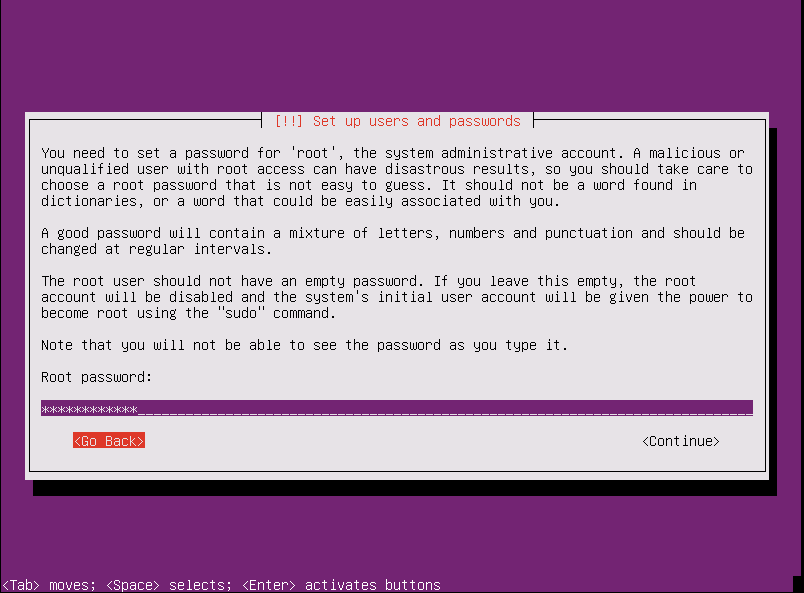 [!!] Set up users and passwords
You need to set a password for 'root', the system administrative account. A malicious or
unqualified user with root access can have disastrous results, so you should take care to
choose a root password that is not easy to guess. It should not be a word found in
dictionaries, or a word that could be easily associated with you.
A good password will contain a mixture of letters, numbers and punctuation and should be
changed at regular intervals.
The root user should not have an empty password. If you leave this empty, the root
account will be disabled and the system's initial user account will be given the power to
become root using the "sudo" command.
Note that you will not be able to see the password as you type it.
Root password:
************
<Go Back> <Continue>
<Tab> moves; <Space> selects; <Enter> activates buttons